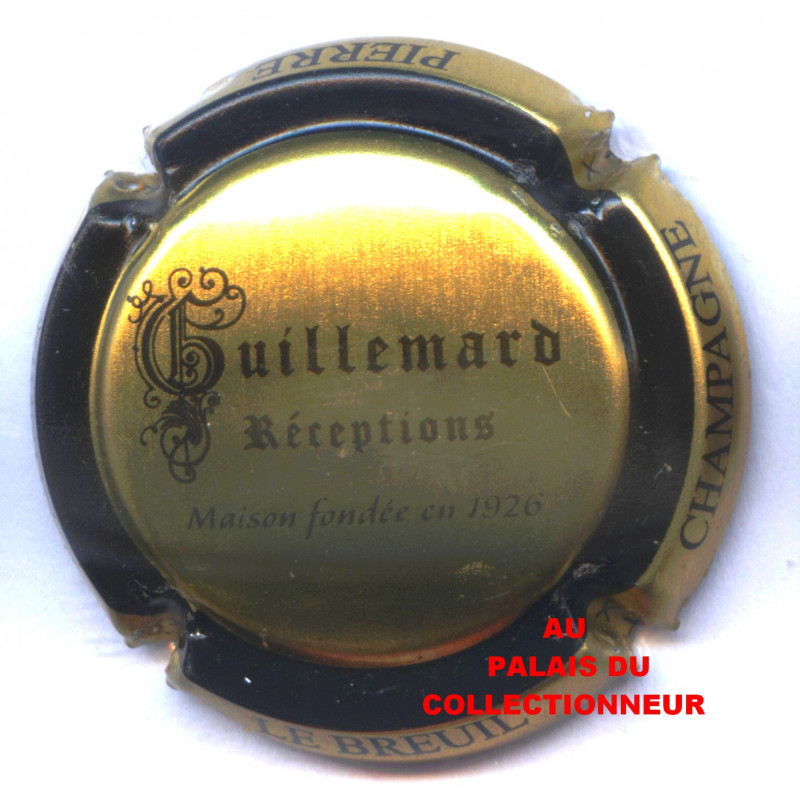 PIERRE
CHAMPAGNE
Guillemard
Réceptions
Maison fondée en 1926
LE BREUIL
AU
PALAIS DU
COLLECTIONNEUR